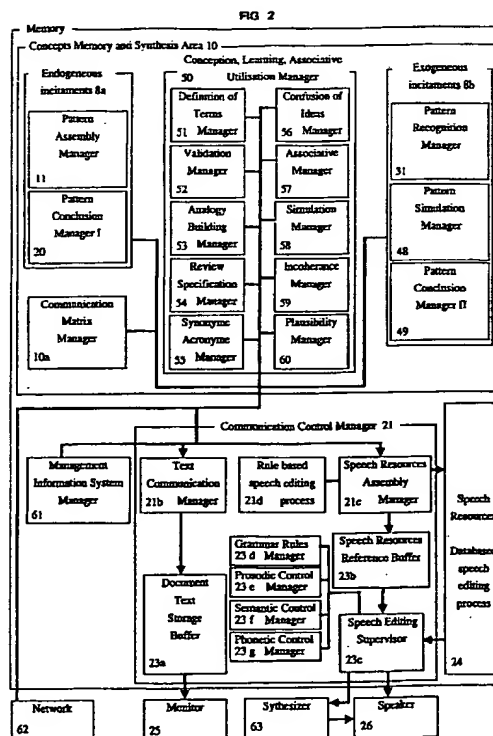 FIG 2
Memory
Concepts Memory and Synthesis Area 10
Endogeneous
incitaments 8a
Pattern
Assembly
Manager
11
Pattern
Conclusion
Manager I
20
Communication
Matrix
Manager
10a
Conception, Learning, Associative
50 Utilisation Manager
Definition of
Terms
51 Manager
Validation
Manager
52
Analogy
Building
53 Manager
Review
Specification
54 Manager
Synonyme
Acronyme
55 Manager
Confusion of
Ideas
56 Manager
Associative
Manager
57
Simulation
Manager
58
Incoherance
Manager
59
Plausibility
Manager
60
Exogeneous
incitaments 8b
Pattern
Recognition
Manager
31
Pattern
Simulation
Manager
48
Pattern
Conclusion
Manager II
49
Communication Control Manager 21
Management
Information System
Manager
61
Text
Communication
21b Manager
Rule based
speech editing
21d process
Speech Resources
Assembly
21c Manager
Grammar Rules
23 d Manager
Prosodic Control
23 e Manager
Semantic Control
23 f Manager
Phonetic Control
23 g Manager
Speech Resources
Reference Buffer
23b
Document
Text
Storage
Buffer
23a
Speech Editing
Supervisor
23c
Speech
Resources
Database
speech
editing
process
24
Network
62
Monitor
25
Sythesizer
63
Speaker
26